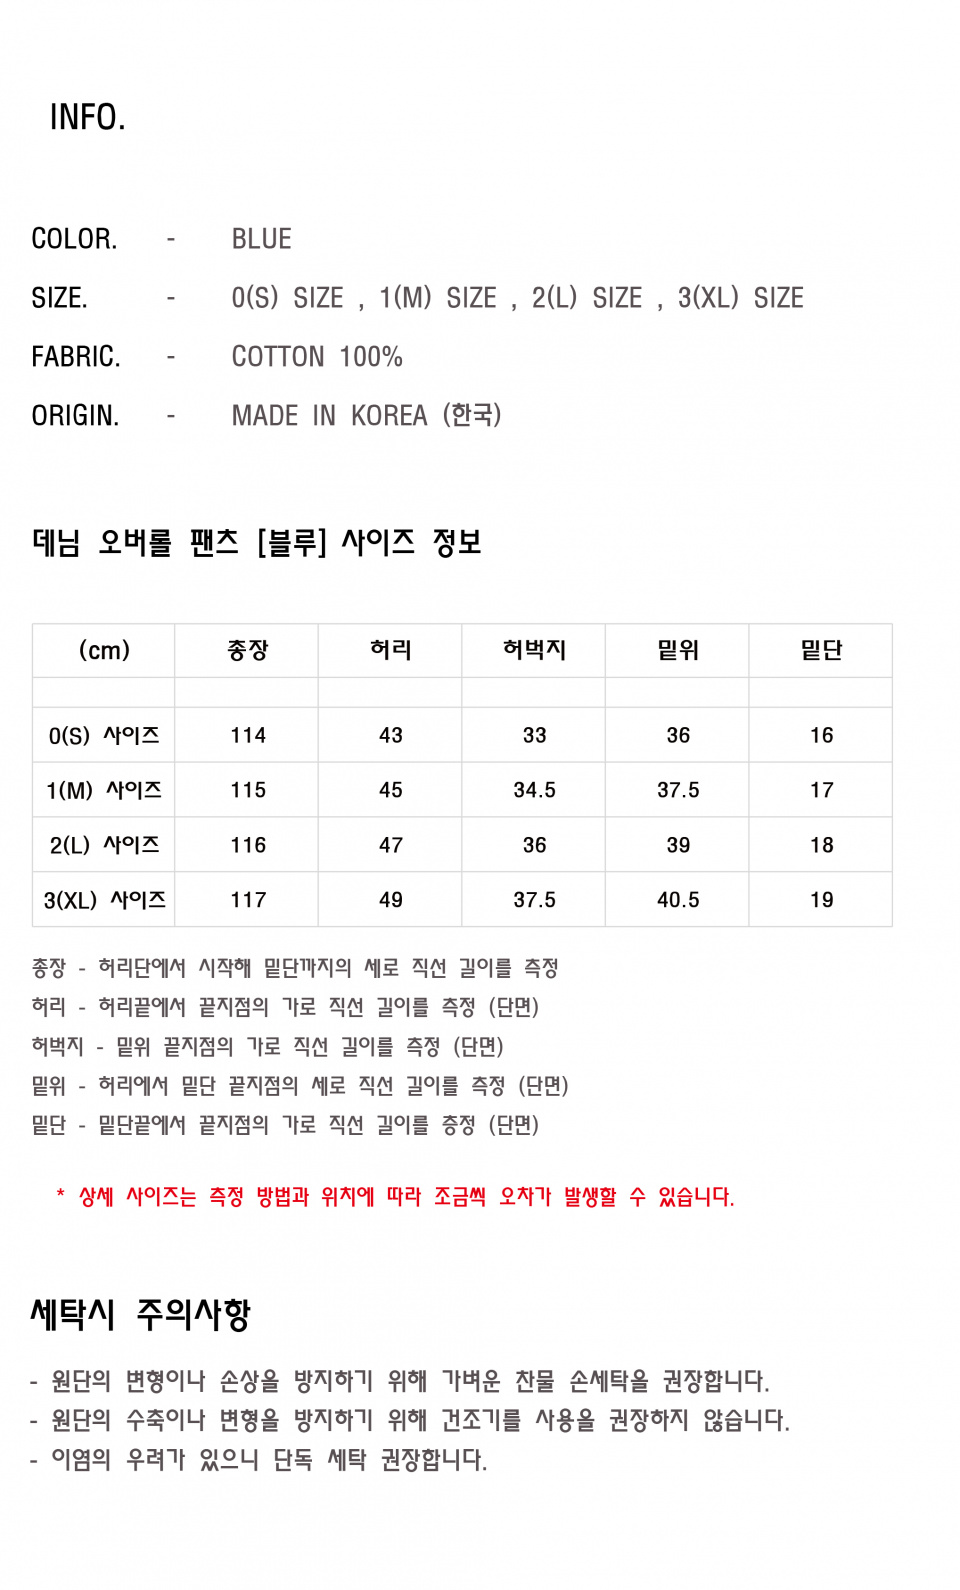 INFO.
COLOR. - BLUE
SIZE. - 0(S) SIZE , 1(M) SIZE , 2(L) SIZE , 3(XL) SIZE
FABRIC. - COTTON 100%
ORIGIN. - MADE IN KOREA (한국)
데님 오버롤 팬츠 [블루] 사이즈 정보
(cm) 총장 허리 허벅지 밑위 밑단
0(S) 사이즈 114 43 33 36 16
1(M) 사이즈 115 45 34.5 37.5 17
2(L) 사이즈 116 47 36 39 18
3(XL) 사이즈 117 49 37.5 40.5 19
총장 - 허리단에서 시작해 밑단까지의 세로 직선 길이를 측정
허리 - 허리끝에서 끝지점의 가로 직선 길이를 측정 (단면)
허벅지 - 밑위 끝지점의 가로 직선 길이를 측정 (단면)
밑위 - 허리에서 밑단 끝지점의 세로 직선 길이를 측정 (단면)
밑단 - 밑단끝에서 끝지점의 가로 직선 길이를 층정 (단면)
* 상세 사이즈는 측정 방법과 위치에 따라 조금씩 오차가 발생할 수 있습니다.
세탁시 주의사항
- 원단의 변형이나 손상을 방지하기 위해 가벼운 찬물 손세탁을 권장합니다.
- 원단의 수축이나 변형을 방지하기 위해 건조기를 사용을 권장하지 않습니다.
- 이염의 우려가 있으니 단독 세탁 권장합니다.